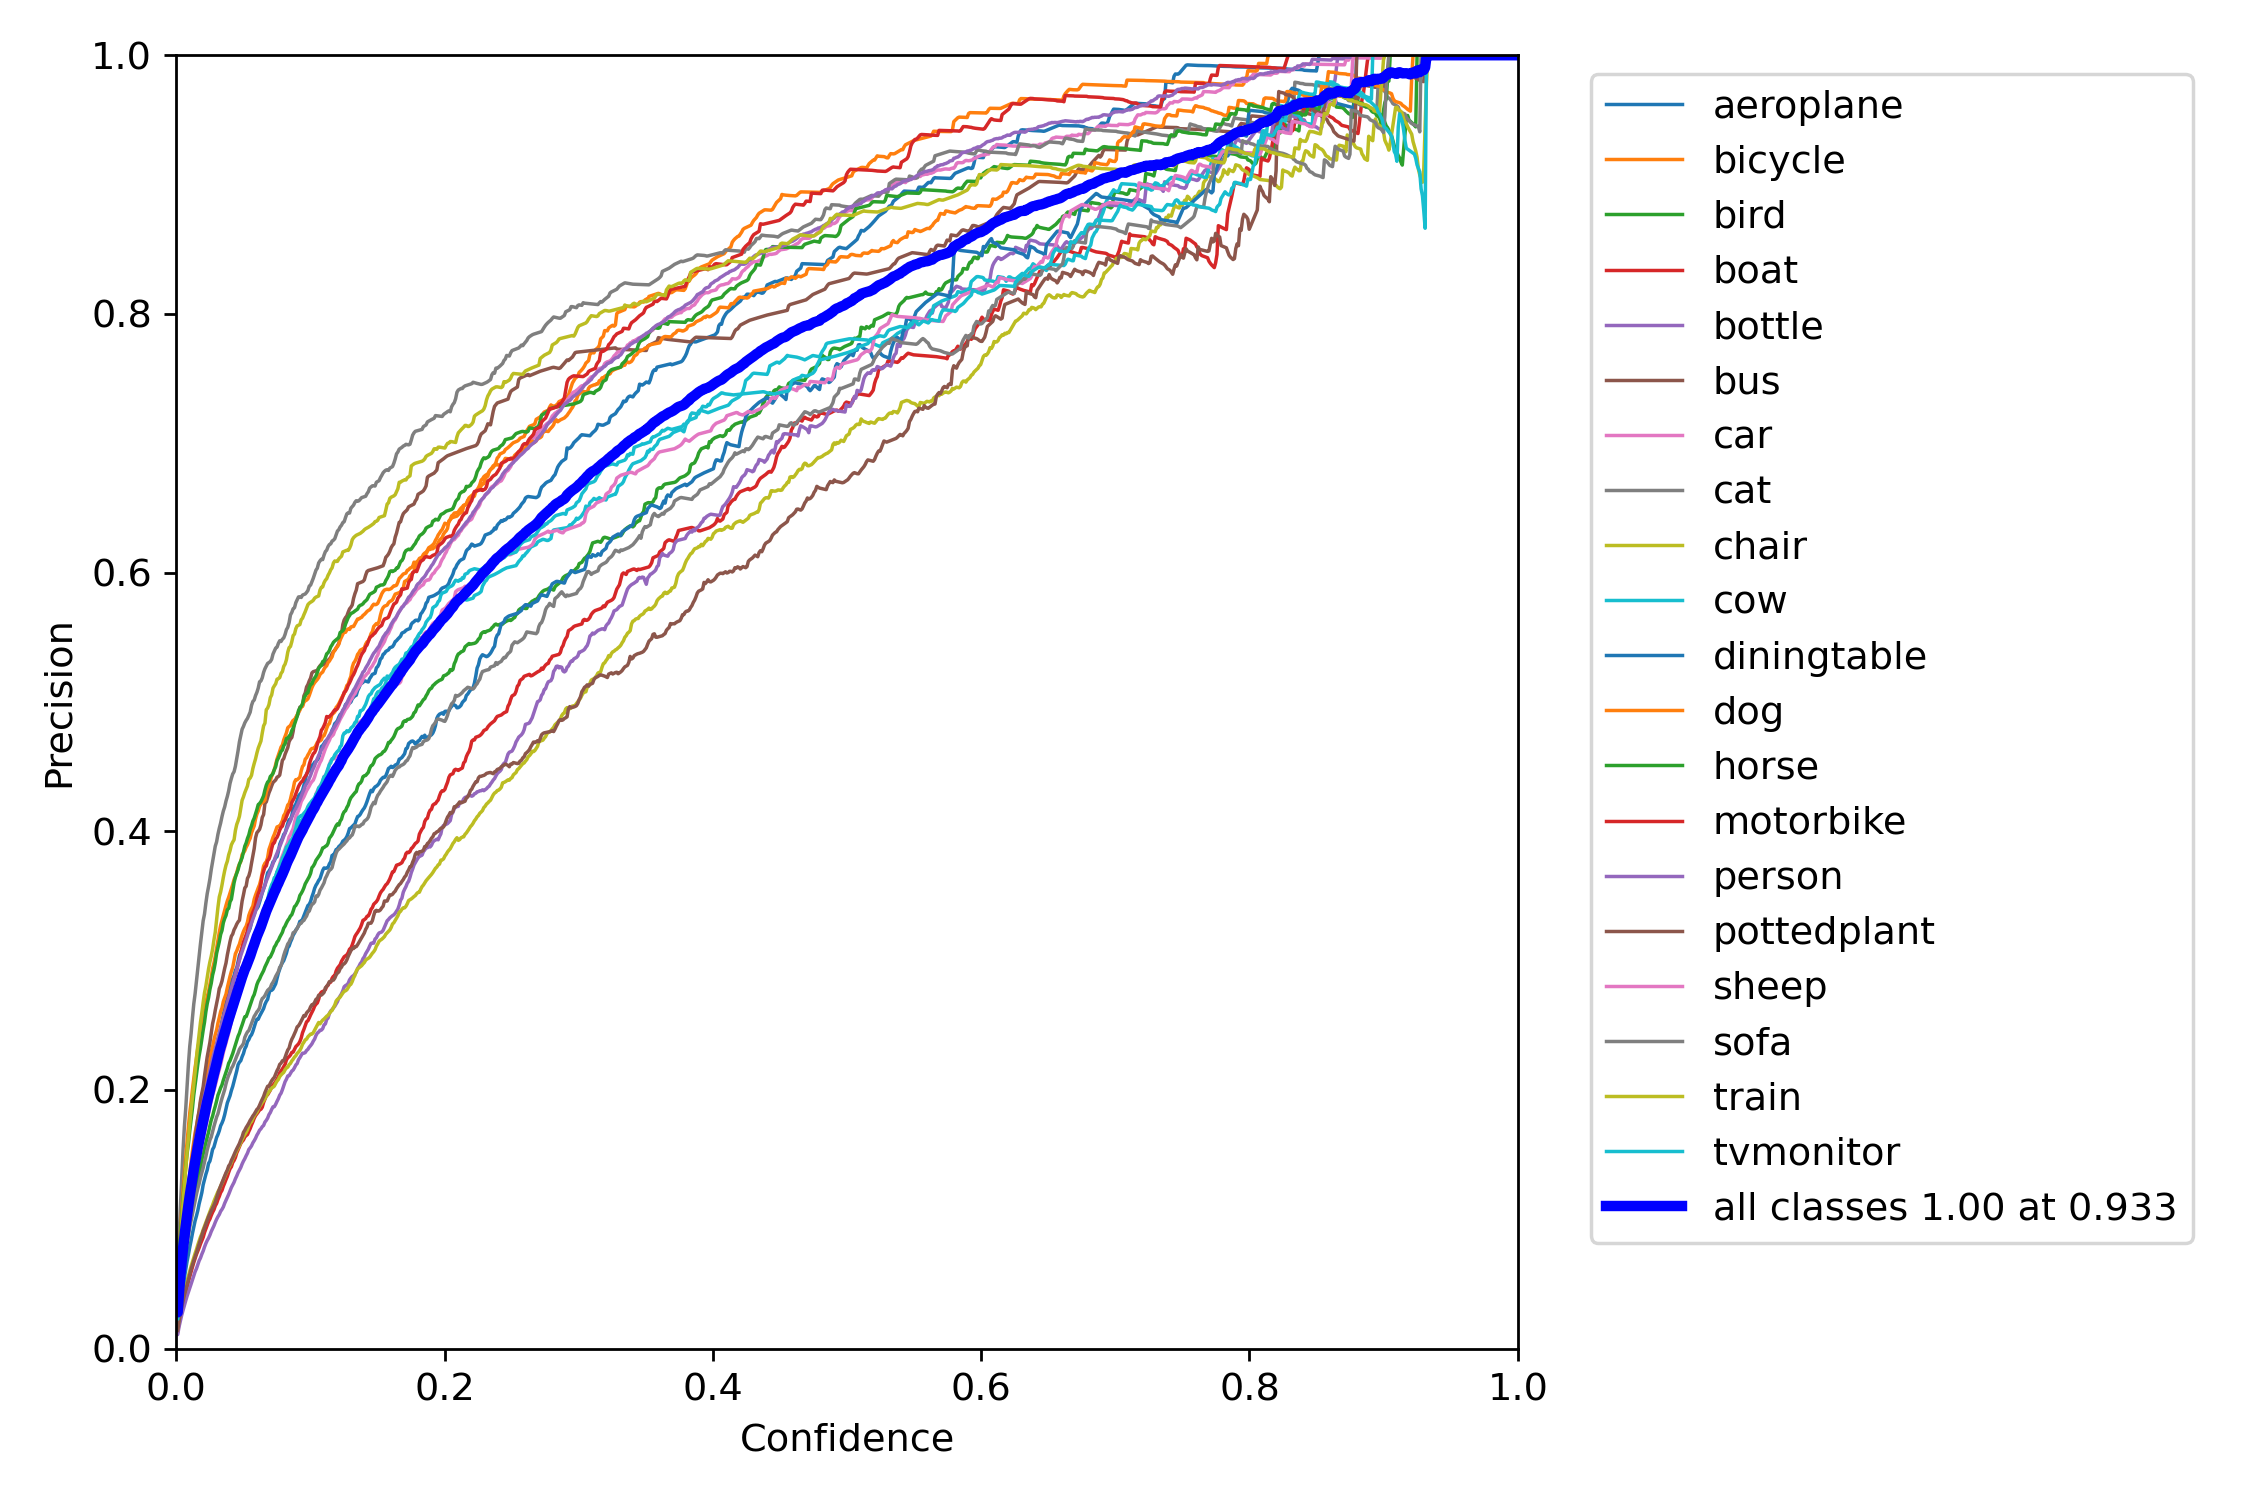 1.0
0.8
0.6
0.4
0.2
0.0
Precision
0.0 0.2 0.4 0.6 0.8 1.0
Confidence
aeroplane
bicycle
bird
boat
bottle
bus
car
cat
chair
cow
diningtable
dog
horse
motorbike
person
pottedplant
sheep
sofa
train
tvmonitor
all classes 1.00 at 0.933